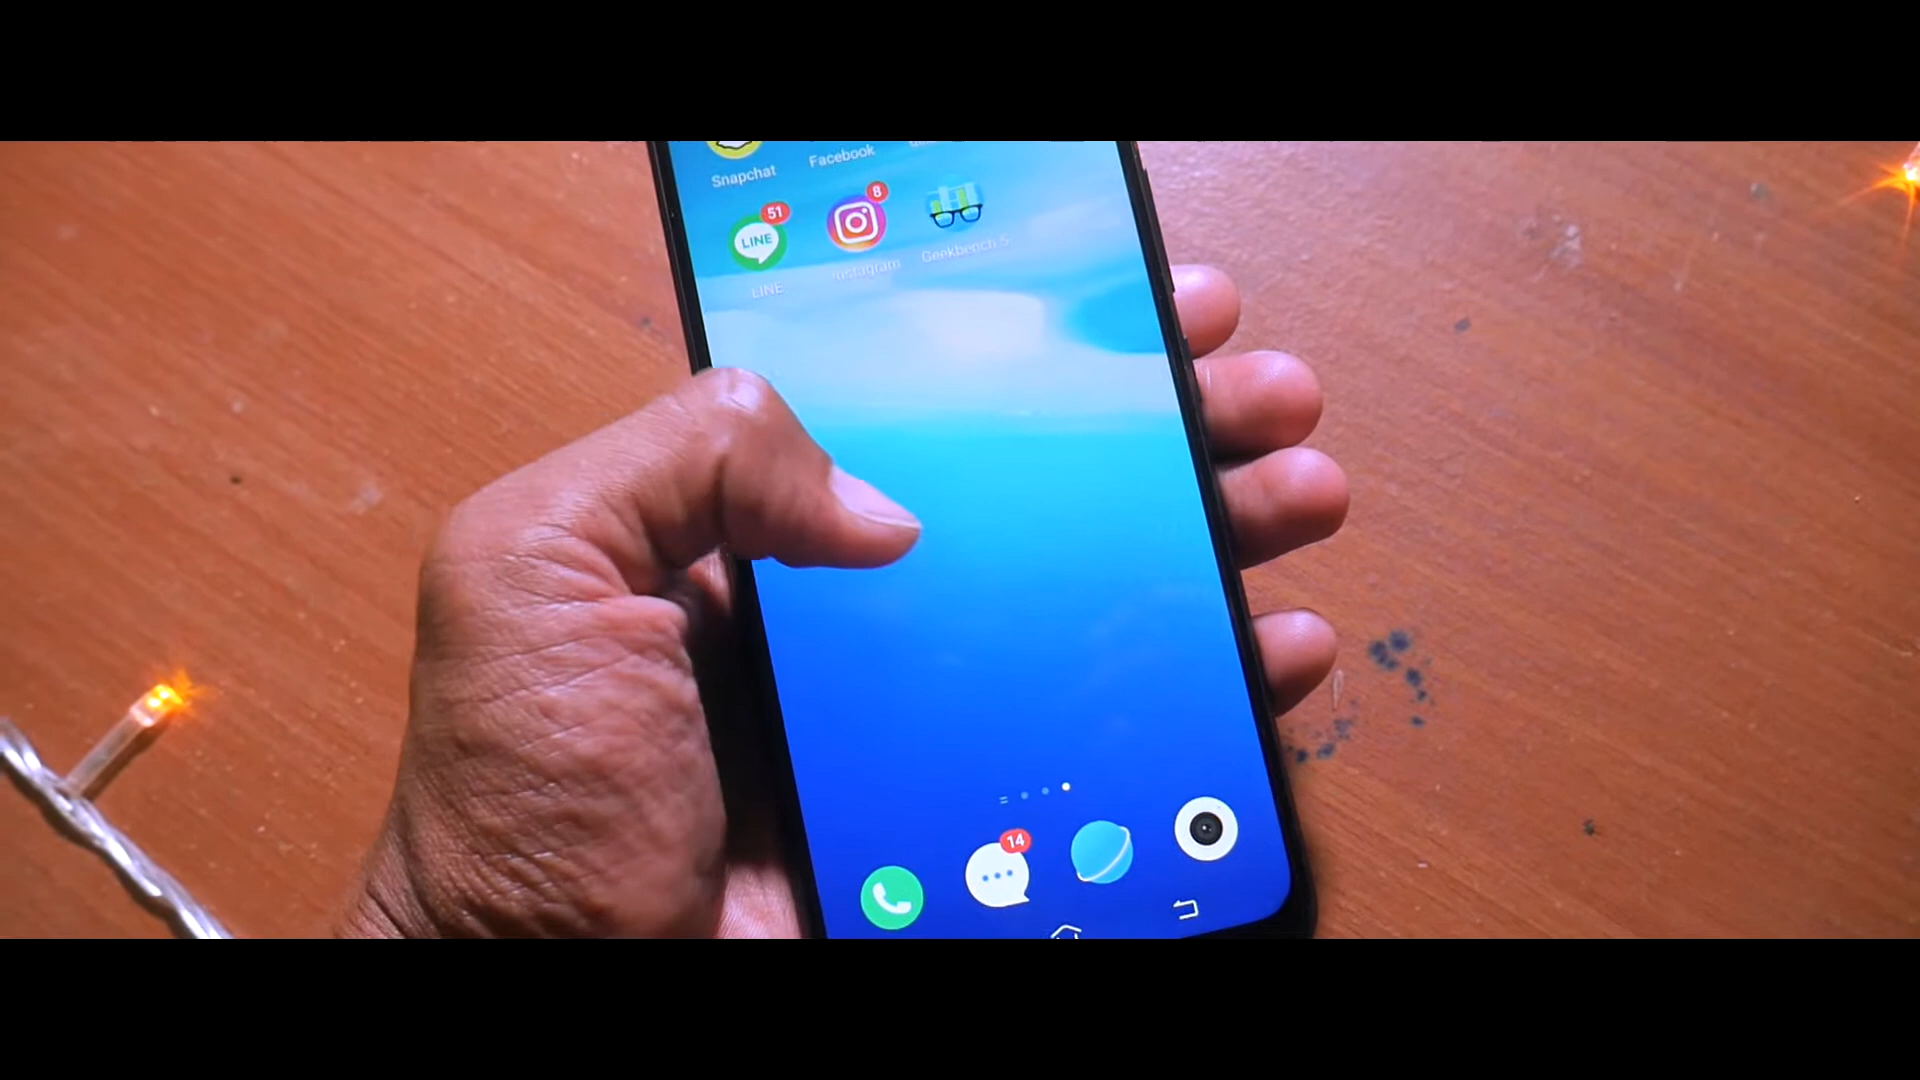 Snapchat
Facebook
51
8
LINE
LINE
Instagram
Geekbench 5
14